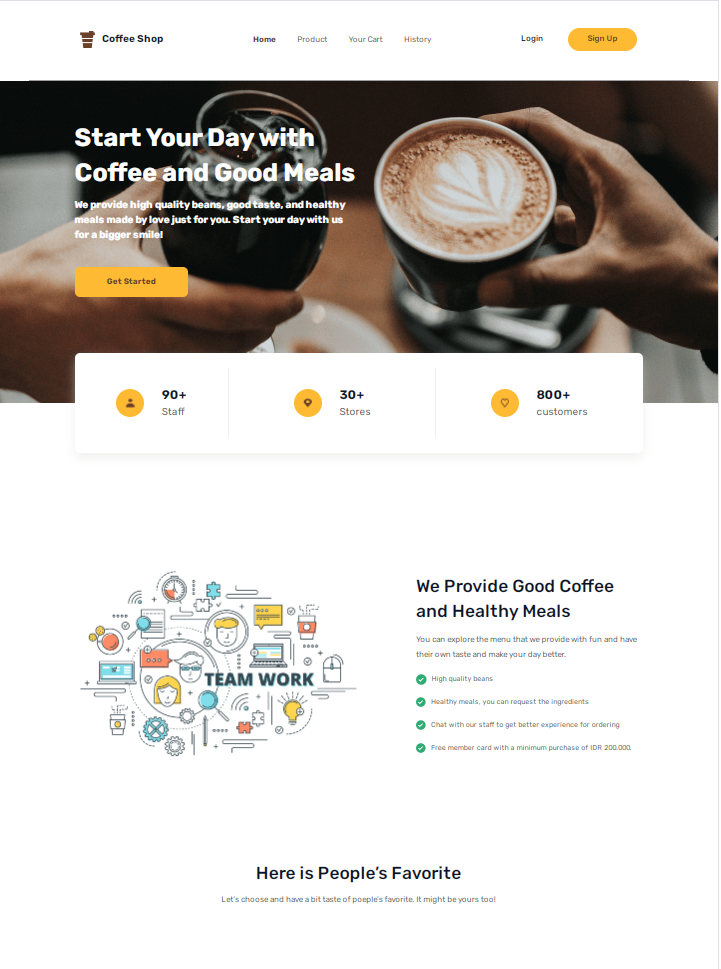 Coffee Shop
Home
Product
Your Cart
History
Login
Sign Up
Start Your Day with
Coffee and Good Meals
We provide high quality beans, good taste, and healthy
meals made by love just for you. Start your day with us
for a bigger smile!
Get Started
90+
Staff
30+
Stores
800+
customers
TEAM WORK
We Provide Good Coffee
and Healthy Meals
You can explore the menu that we provide with fun and have
their own taste and make your day better.
High quality beans
Healthy meals, you can request the ingredients
Chat with our staff to get better experience for ordering
Free member card with a minimum purchase of IDR 200.000.
Here is People’s Favorite
Let’s choose and have a bit taste of poeple’s favorite. It might be yours too!